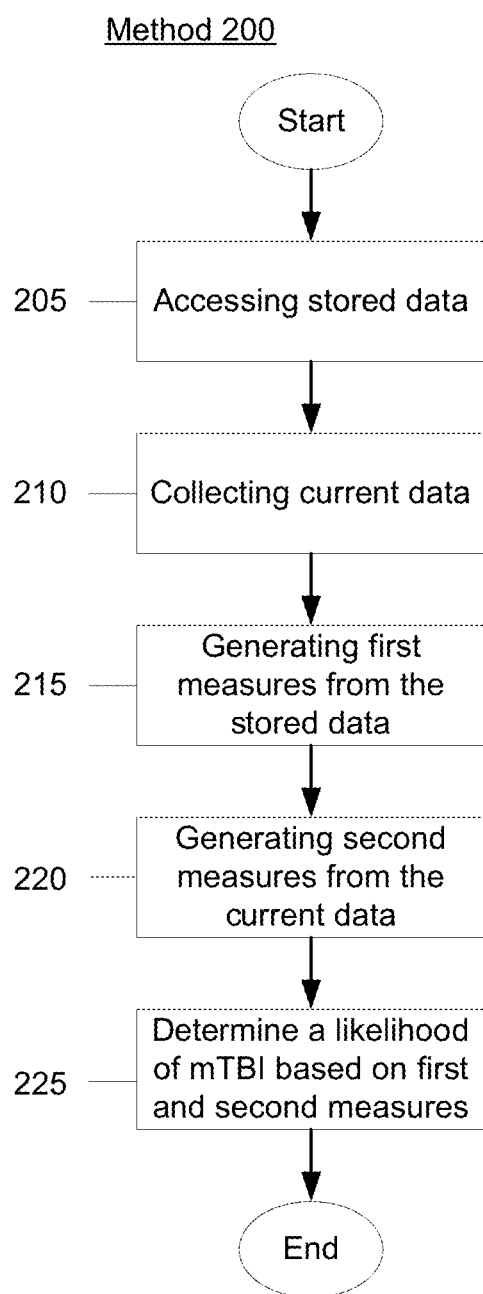 Method 200
Start
205
Accessing stored data
210
Collecting current data
215
Generating first
measures from the
stored data
220
Generating second
measures from the
current data
225
Determine a likelihood
of mTBI based on first
and second measures
End